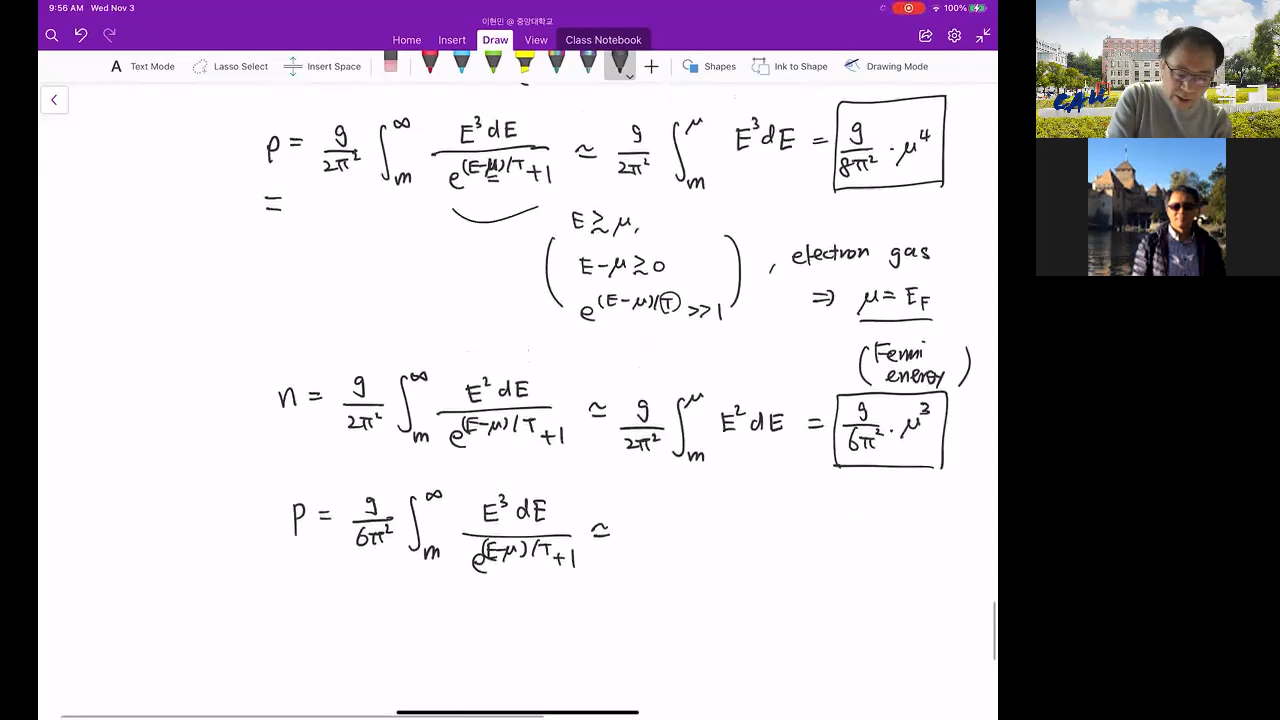 9:56 AM Wed Nov 3
100%
이현민 @ 중앙대학교
Home Insert Draw View Class Notebook
A Text Mode Lasso Select Insert Space Shapes Ink to Shape Drawing Mode
ρ = g/2π² ∫_m^∞ E³dE / e^(E-μ)/T+1 ≃ g/2π² ∫_m^μ E³dE = g/8π² · μ⁴
=
E ≳ μ,
( E-μ ≳ 0 ) , electron gas
e^(E-μ)/T >> 1 ⇒ μ = E_F
(Fermi energy)
n = g/2π² ∫_m^∞ E²dE / e^(E-μ)/T+1 ≃ g/2π² ∫_m^μ E²dE = g/6π² · μ³
P = g/6π² ∫_m^∞ E³dE / e^(E-μ)/T+1 ≃
CAU